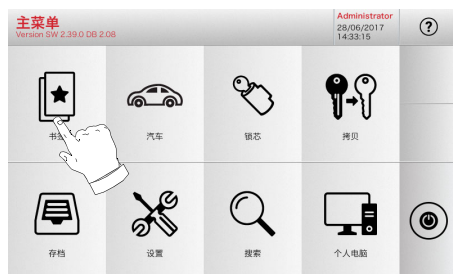 主菜单
Version SW 2.39.0 DB 2.08
Administrator
28/06/2017
14:33:15
?
汽车
锁芯
拷贝
存档
设置
搜索
个人电脑